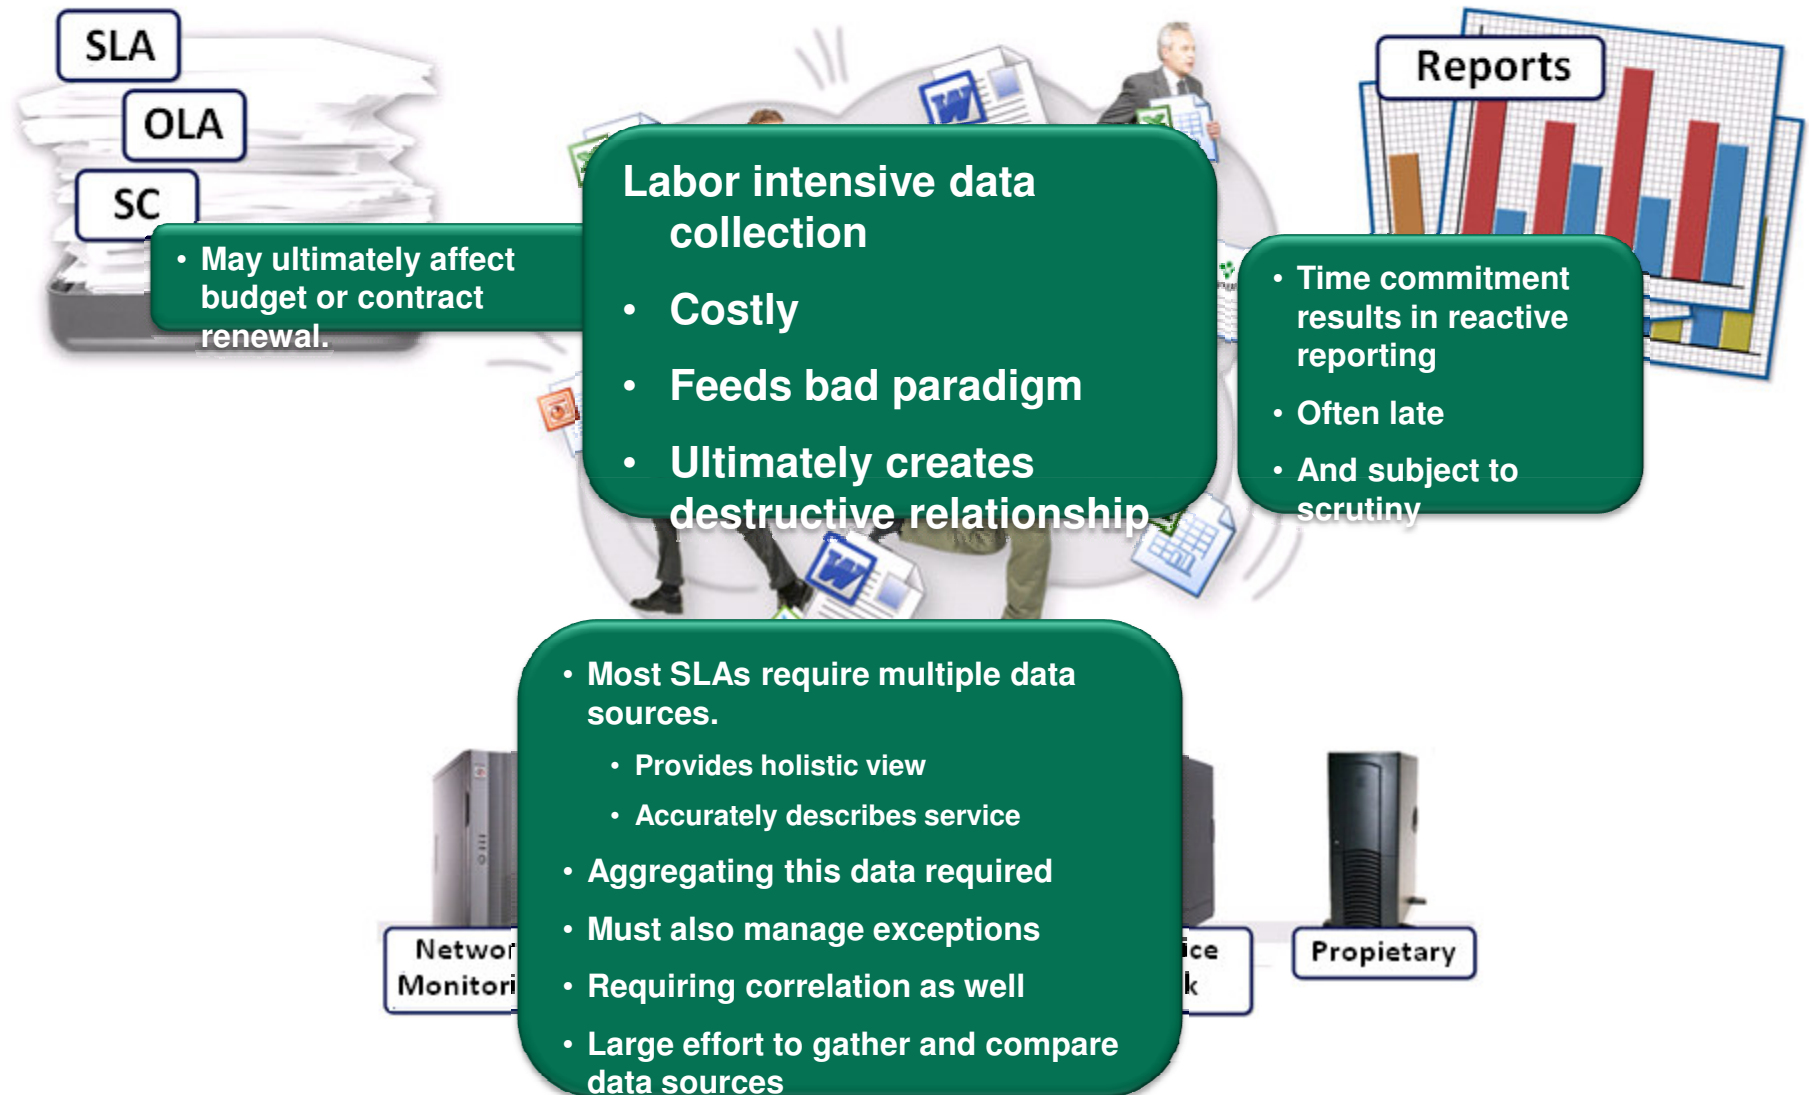 SLA
OLA
SC
Reports
• May ultimately affect
budget or contract
renewal.
Labor intensive data
collection
• Costly
• Feeds bad paradigm
• Ultimately creates
destructive relationship
• Time commitment
results in reactive
reporting
• Often late
• And subject to
scrutiny
• Most SLAs require multiple data
sources.
• Provides holistic view
• Accurately describes service
• Aggregating this data required
• Must also manage exceptions
• Requiring correlation as well
• Large effort to gather and compare
data sources
Propietary